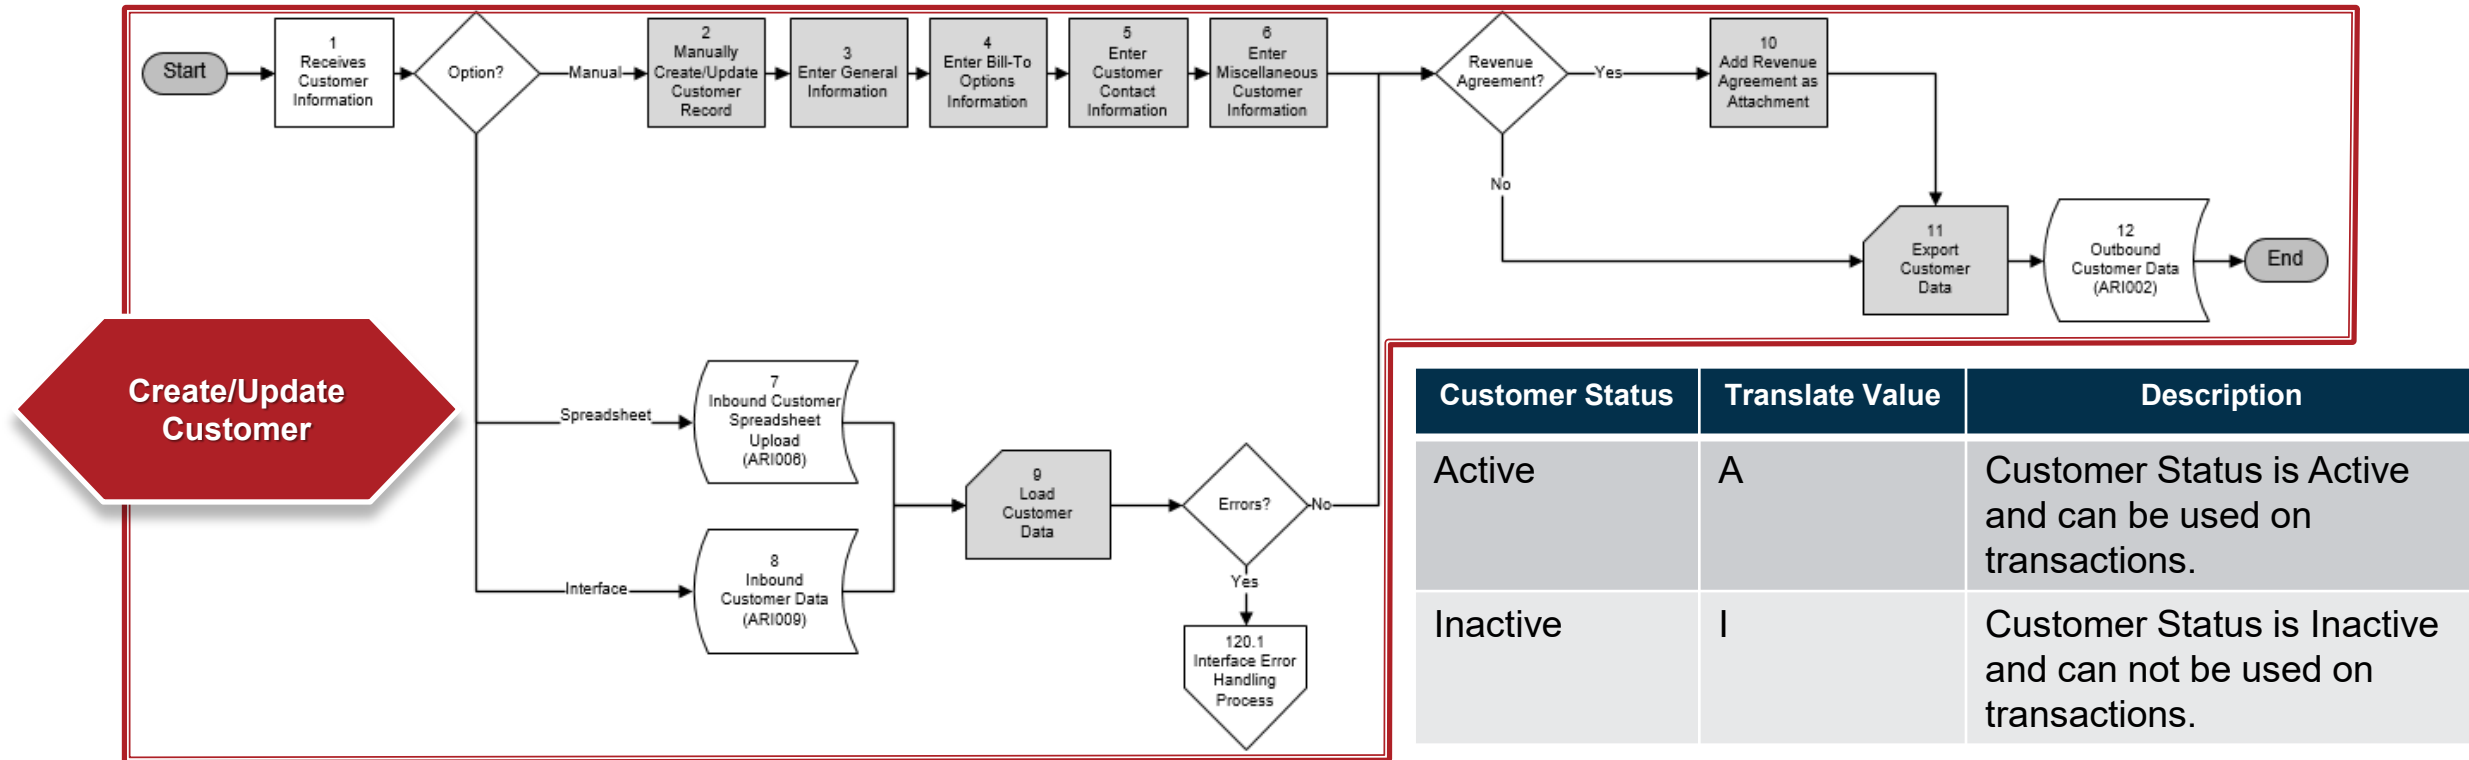 Start
1
Receives
Customer
Information
Option?
Manual
2
Manually
Create/Update
Customer
Record
3
Enter General
Information
4
Enter Bill-To
Options
Information
5
Enter
Customer
Contact
Information
6
Enter
Miscellaneous
Customer
Information
Revenue
Agreement?
Yes
10
Add Revenue
Agreement as
Attachment
No
11
Export
Customer
Data
12
Outbound
Customer Data
(ARI002)
End
Create/Update
Customer
Spreadsheet
7
Inbound Customer
Spreadsheet
Upload
(ARI006)
Interface
8
Inbound
Customer Data
(ARI009)
9
Load
Customer
Data
Errors?
No
Yes
120.1
Interface Error
Handling
Process
Customer Status Translate Value Description
Active A Customer Status is Active
and can be used on
transactions.
Inactive I Customer Status is Inactive
and can not be used on
transactions.